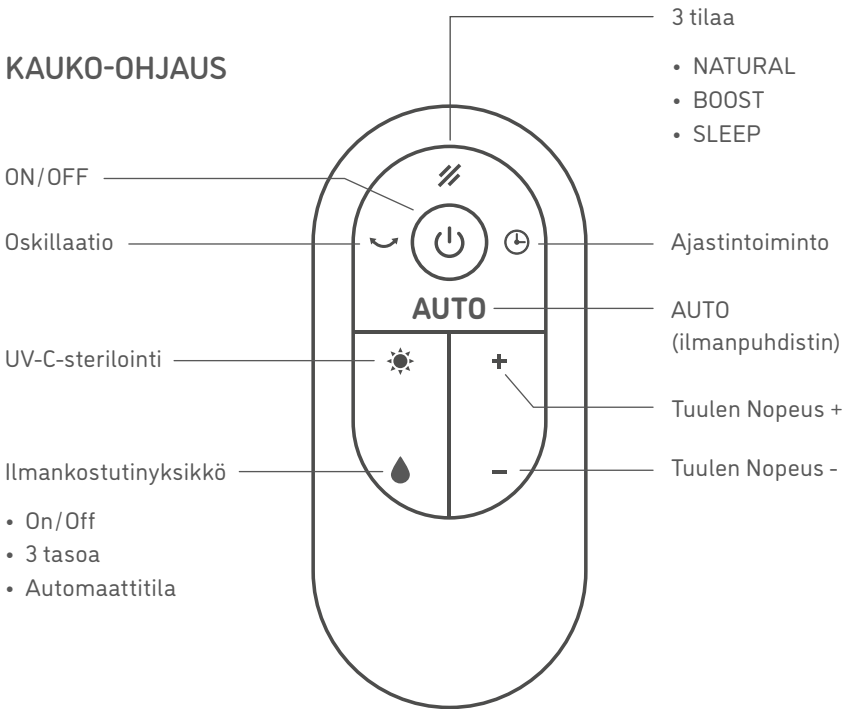 KAUKO-OHJAUS
3 tilaa
• NATURAL
• BOOST
• SLEEP
ON/OFF
Oskillaatio
Ajastintoiminto
AUTO
AUTO
(ilmanpuhdistin)
UV-C-sterilointi
+
Tuulen Nopeus +
Ilmankostutinyksikkö
-
Tuulen Nopeus -
• On/Off
• 3 tasoa
• Automaattitila